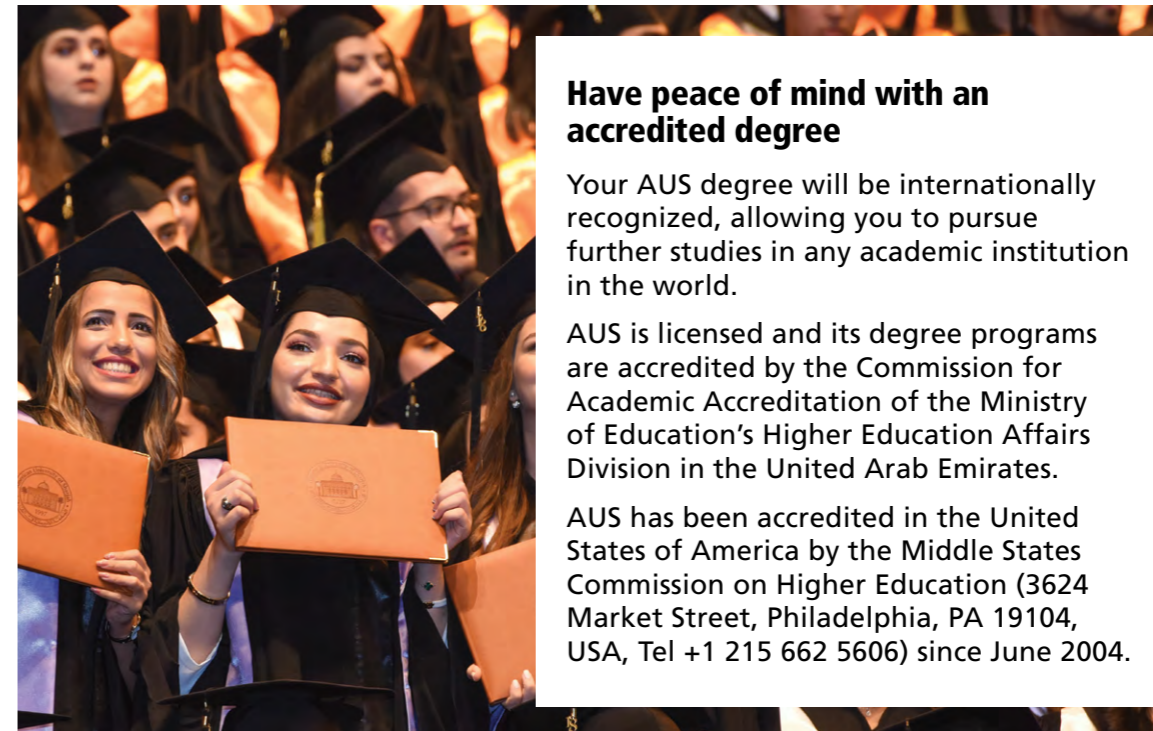 Have peace of mind with an
accredited degree
Your AUS degree will be internationally
recognized, allowing you to pursue
further studies in any academic institution
in the world.
AUS is licensed and its degree programs
are accredited by the Commission for
Academic Accreditation of the Ministry
of Education’s Higher Education Affairs
Division in the United Arab Emirates.
AUS has been accredited in the United
States of America by the Middle States
Commission on Higher Education (3624
Market Street, Philadelphia, PA 19104,
USA, Tel +1 215 662 5606) since June 2004.